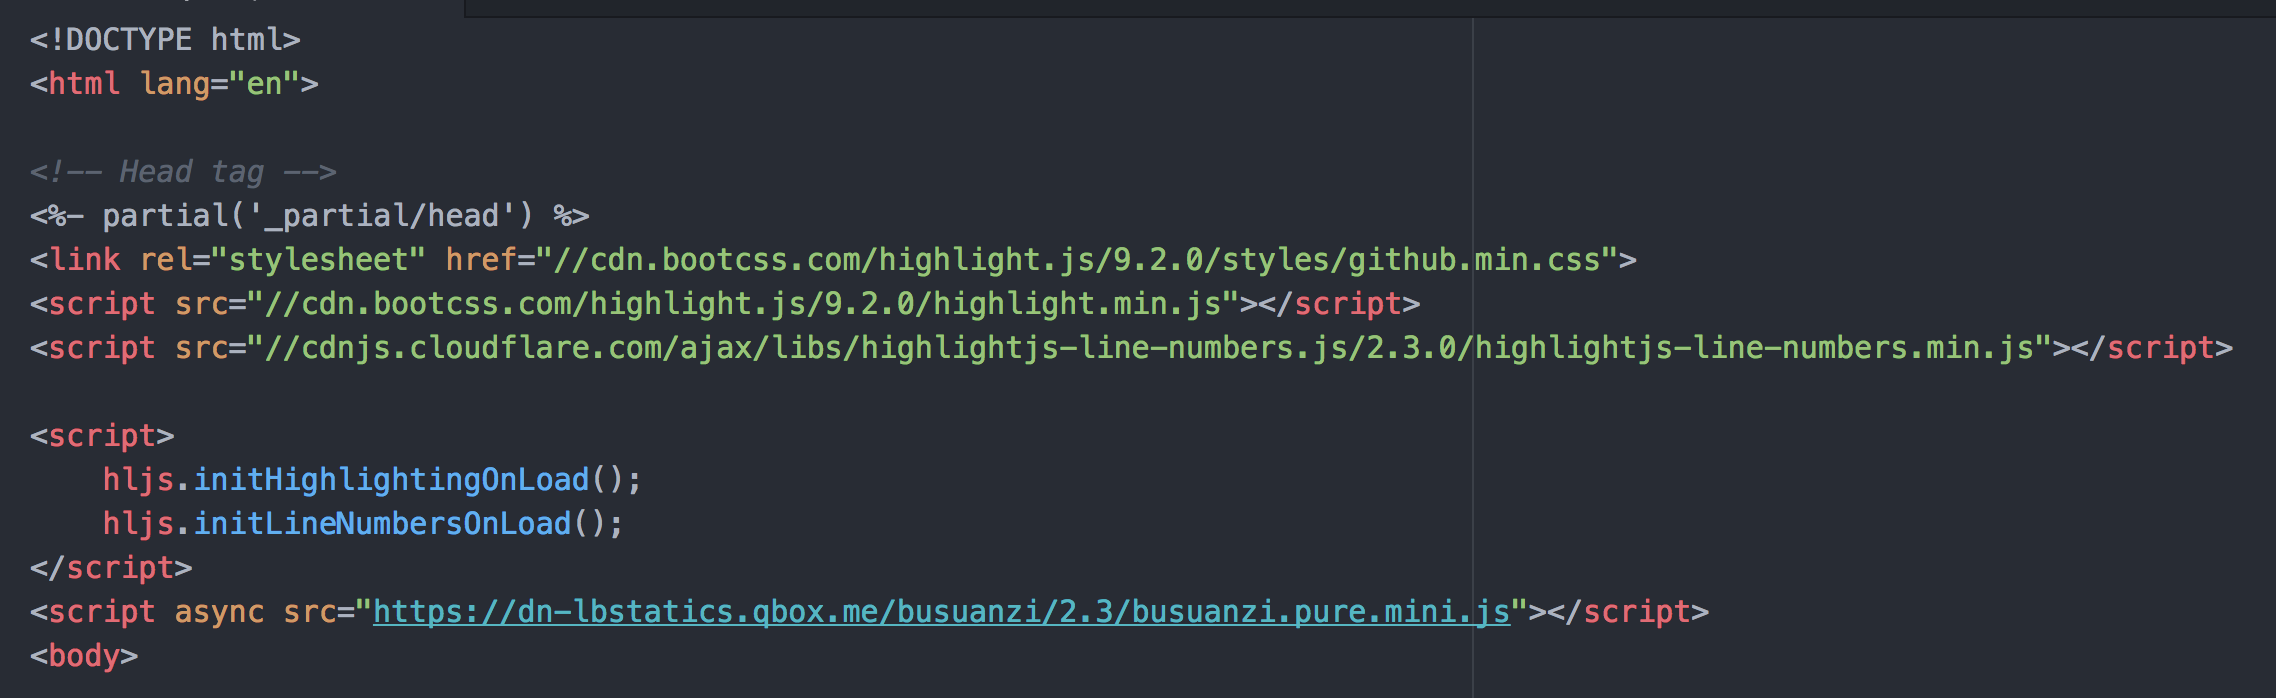 <!DOCTYPE html>
<html lang="en">
<!-- Head tag -->
<%- partial('_partial/head') %>
<link rel="stylesheet" href="//cdn.bootcss.com/highlight.js/9.2.0/styles/github.min.css">
<script src="//cdn.bootcss.com/highlight.js/9.2.0/highlight.min.js"></script>
<script src="//cdnjs.cloudflare.com/ajax/libs/highlightjs-line-numbers.js/2.3.0/highlightjs-line-numbers.min.js"></script>
<script>
    hljs.initHighlightingOnLoad();
    hljs.initLineNumbersOnLoad();
</script>
<script async src="https://dn-lbstatics.qbox.me/busuanzi/2.3/busuanzi.pure.mini.js"></script>
<body>